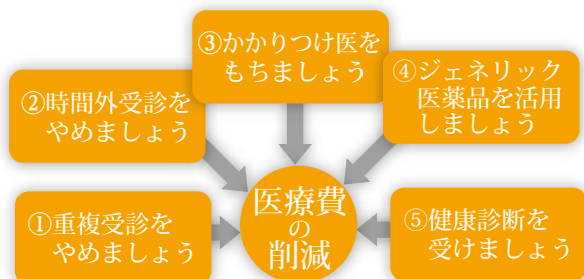 ①重複受診を
やめましょう
②時間外受診を
やめましょう
③かかりつけ医を
もちましょう
④ジェネリック
医薬品を活用
しましょう
⑤健康診断を
受けましょう
医療費
の
削減